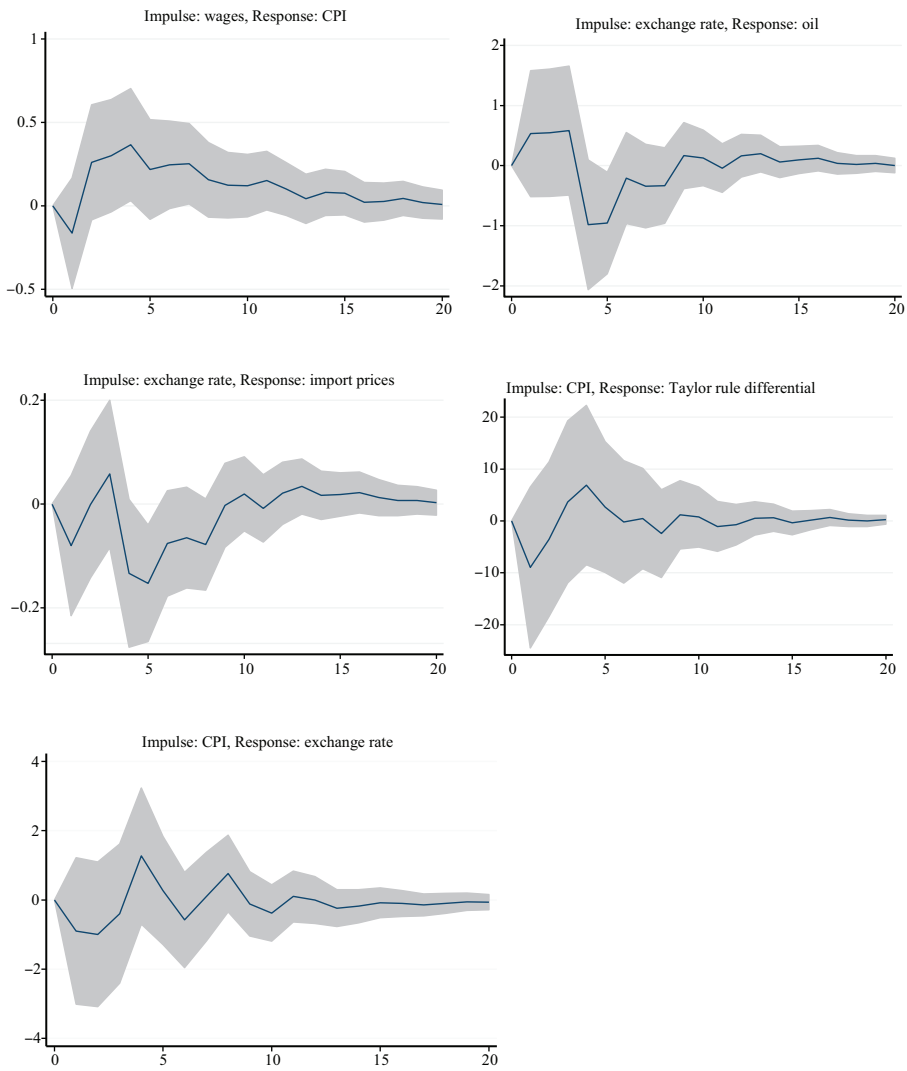 Impulse: wages, Response: CPI
1
0.5
0
−0.5
0 5 10 15 20
Impulse: exchange rate, Response: oil
2
1
0
−1
−2
0 5 10 15 20
Impulse: exchange rate, Response: import prices
0.2
0
−0.2
0 5 10 15 20
Impulse: CPI, Response: Taylor rule differential
20
10
0
−10
−20
0 5 10 15 20
Impulse: CPI, Response: exchange rate
4
2
0
−2
−4
0 5 10 15 20